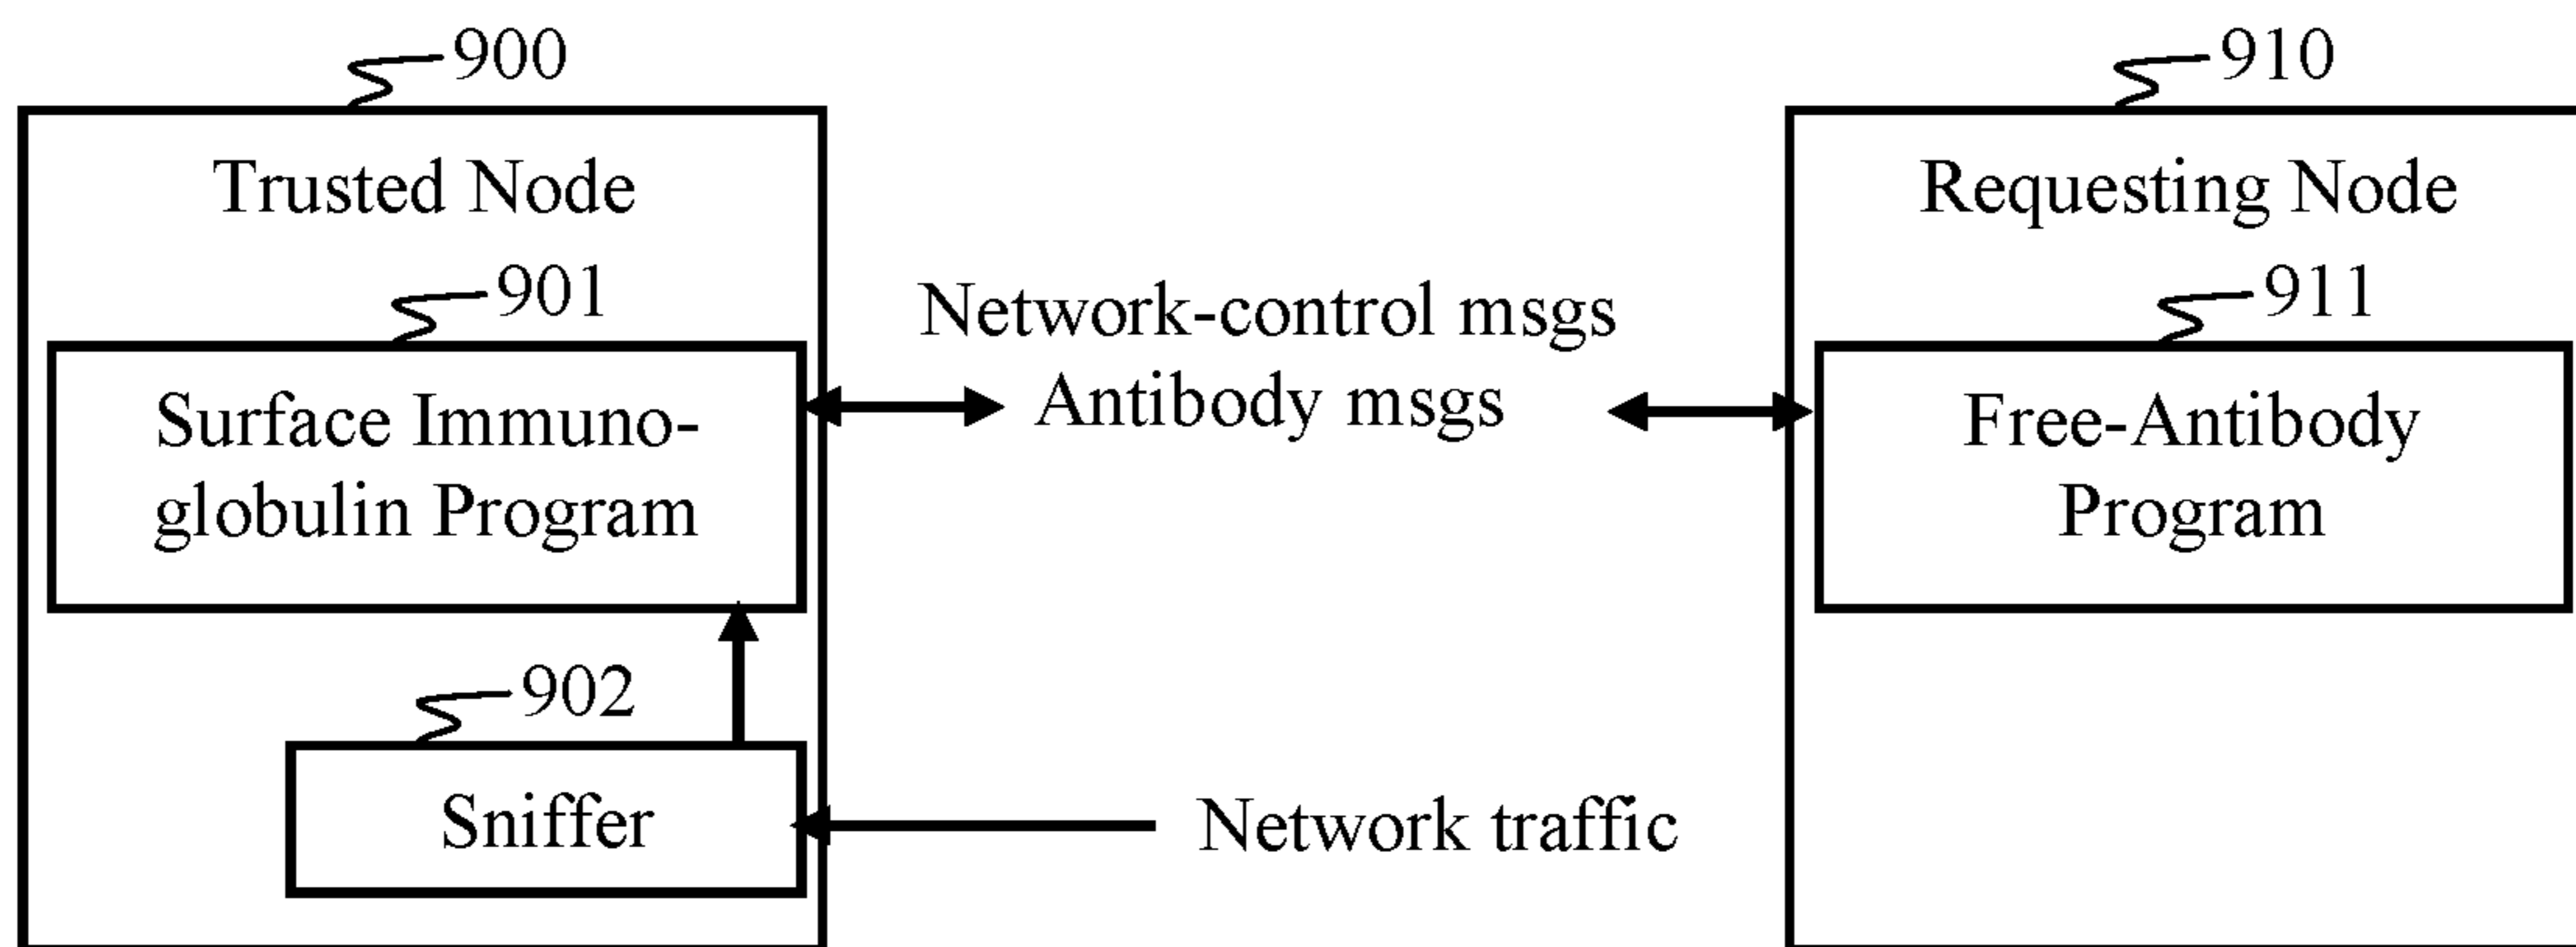 900
Trusted Node
901
Surface Immuno-
globulin Program
902
Sniffer
Network-control msgs
Antibody msgs
Network traffic
910
Requesting Node
911
Free-Antibody
Program